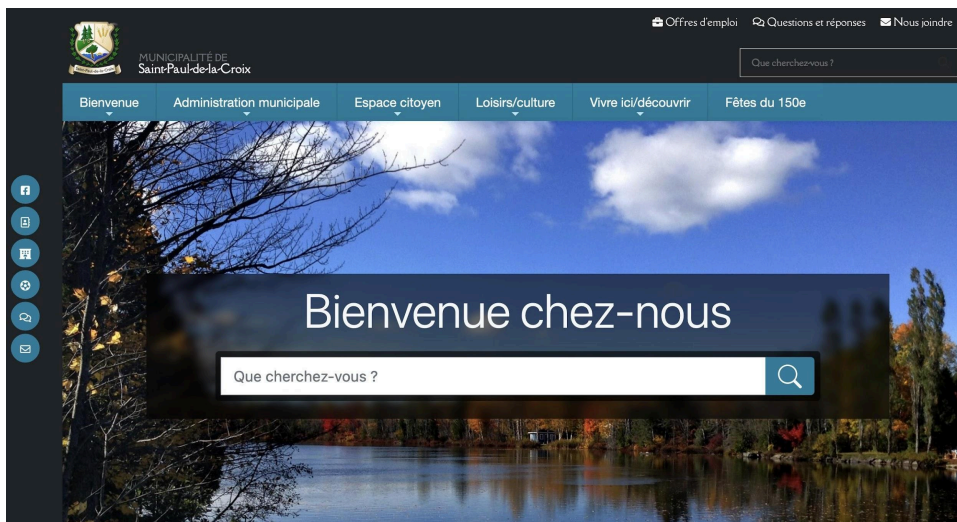 Offres d'emploi
Questions et réponses
Nous joindre
MUNICIPALITÉ DE
Saint-Paul-de-la-Croix
Que cherchez-vous ?
Bienvenue
Administration municipale
Espace citoyen
Loisirs/culture
Vivre ici/découvrir
Fêtes du 150e
Bienvenue chez-nous
Que cherchez-vous ?